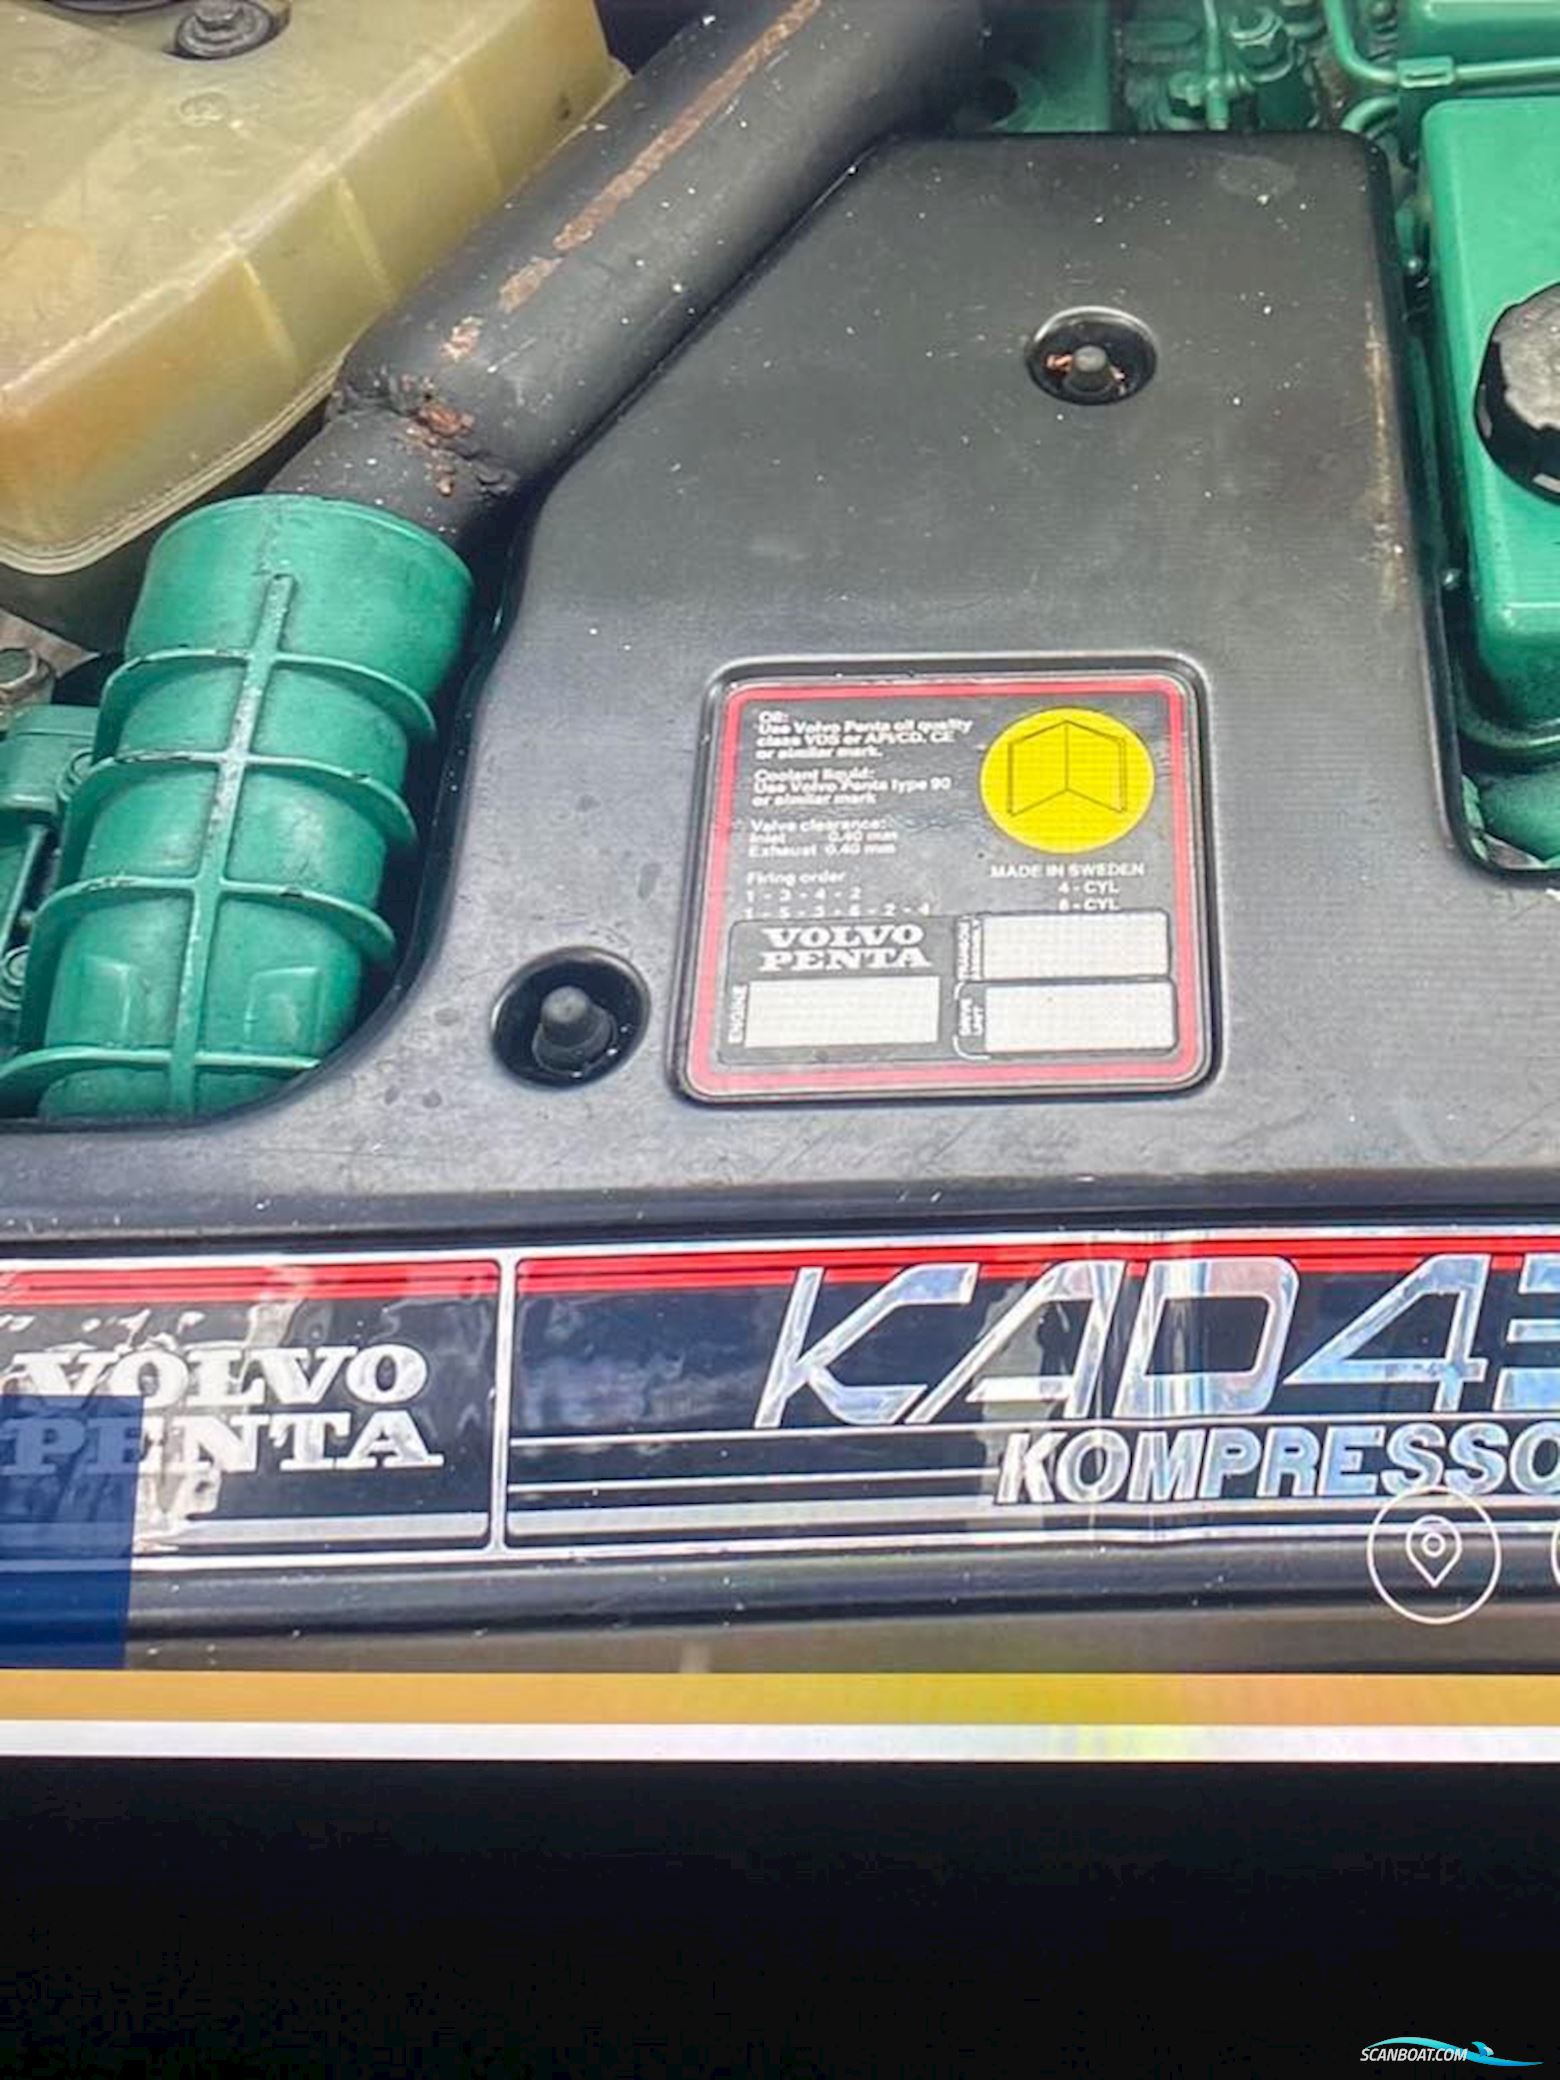 Oil:
Use Volvo Penta oil quality
class VDS or API/CD, CE
or similar mark.
Coolant liquid:
Use Volvo Penta type 90
or similar mark
Valve clearance:
Inlet 0.40 mm
Exhaust 0.40 mm
Firing order
1 - 3 - 4 - 2
1 - 5 - 3 - 6 - 2 - 4
MADE IN SWEDEN
4 - CYL
6 - CYL
VOLVO
PENTA
ENGINE
DRIVE
UNIT
VOLVO
PENTA
KAD43
KOMPRESSO
SCANBOAT.COM